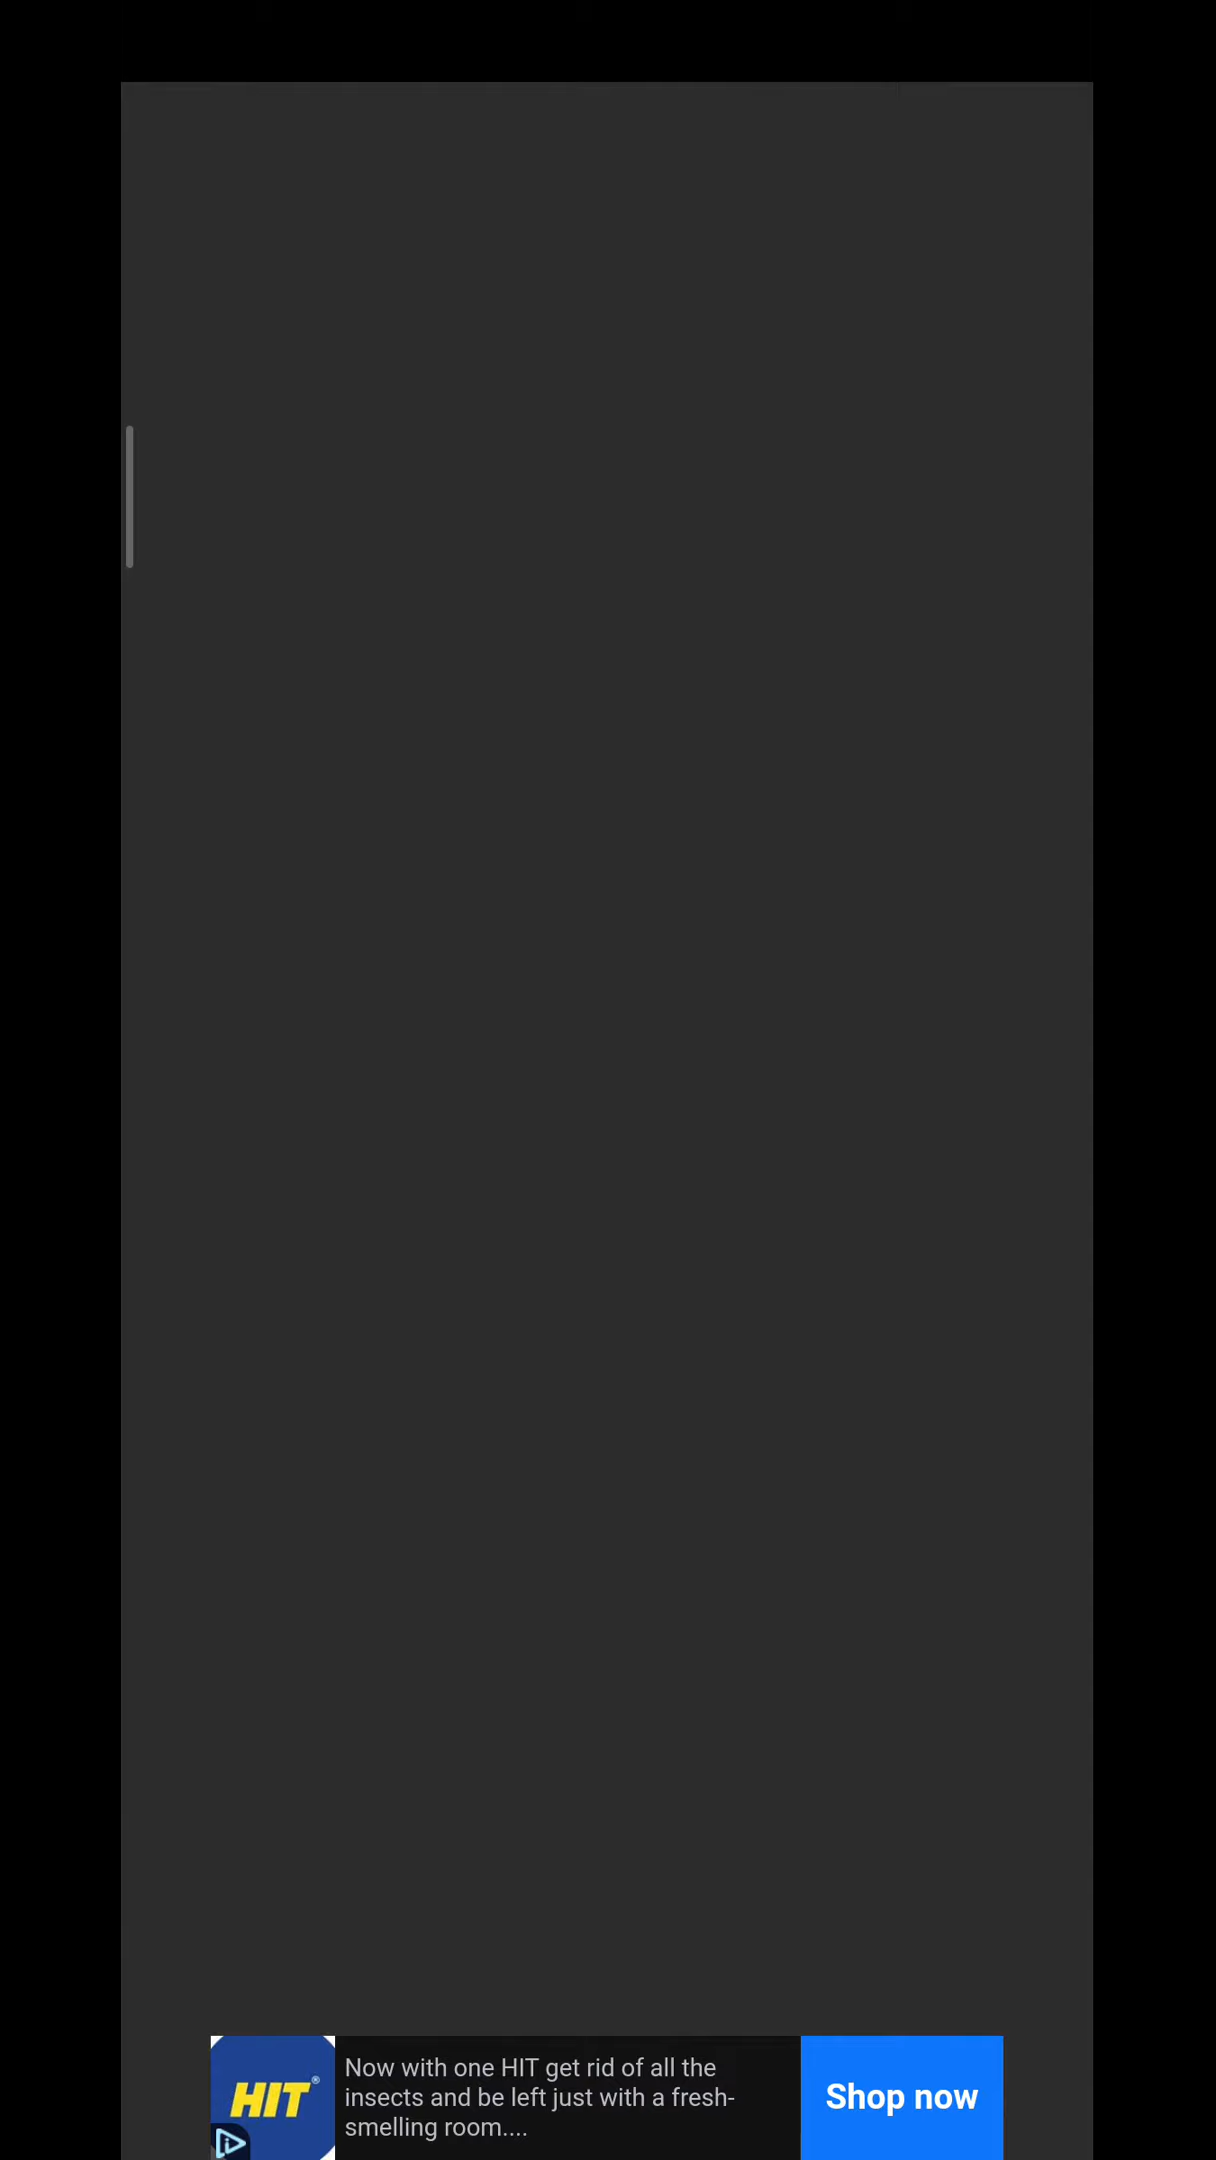 HIT®
Now with one HIT get rid of all the
insects and be left just with a fresh-
smelling room....
Shop now